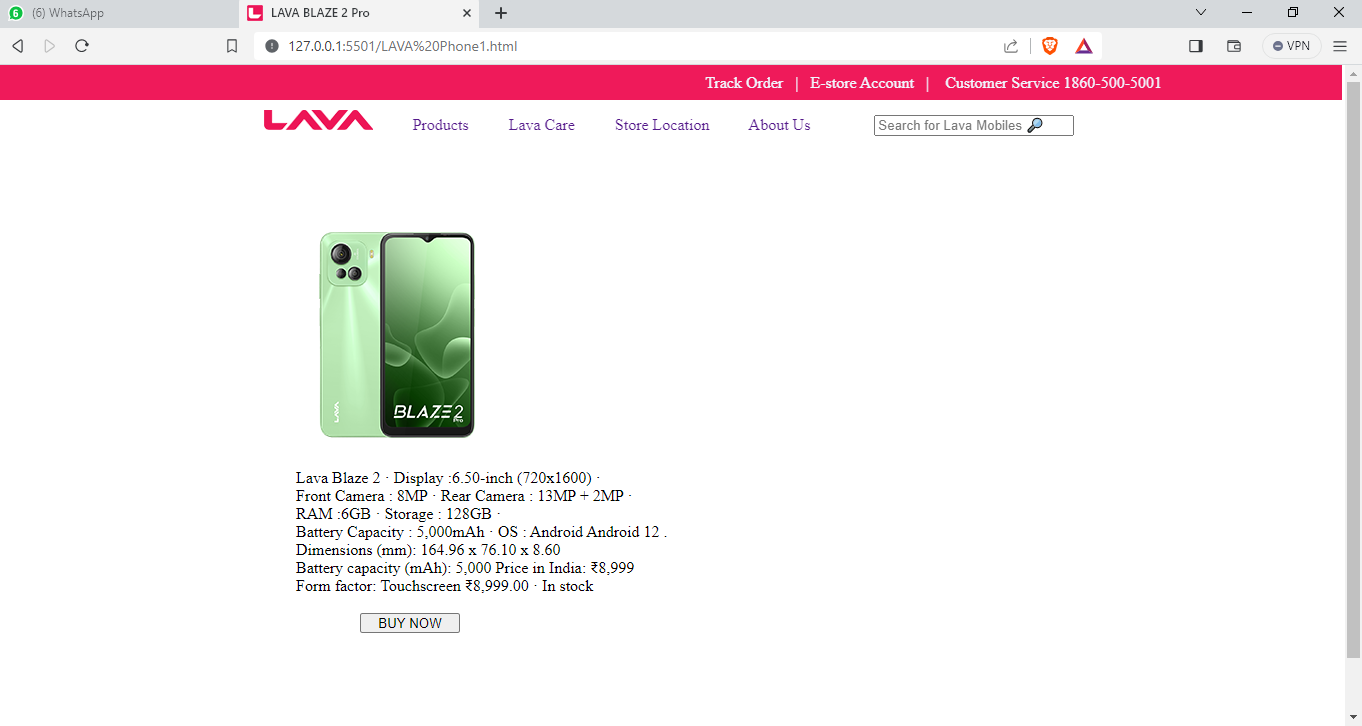 6 (6) WhatsApp
LAVA BLAZE 2 Pro
127.0.0.1:5501/LAVA%20Phone1.html
VPN
Track Order | E-store Account | Customer Service 1860-500-5001
LAVA Products Lava Care Store Location About Us Search for Lava Mobiles
LAVA
BLAZE 2
Pro
Lava Blaze 2 · Display :6.50-inch (720x1600) ·
Front Camera : 8MP · Rear Camera : 13MP + 2MP ·
RAM :6GB · Storage : 128GB ·
Battery Capacity : 5,000mAh · OS : Android Android 12 .
Dimensions (mm): 164.96 x 76.10 x 8.60
Battery capacity (mAh): 5,000 Price in India: ₹8,999
Form factor: Touchscreen ₹8,999.00 · In stock
BUY NOW